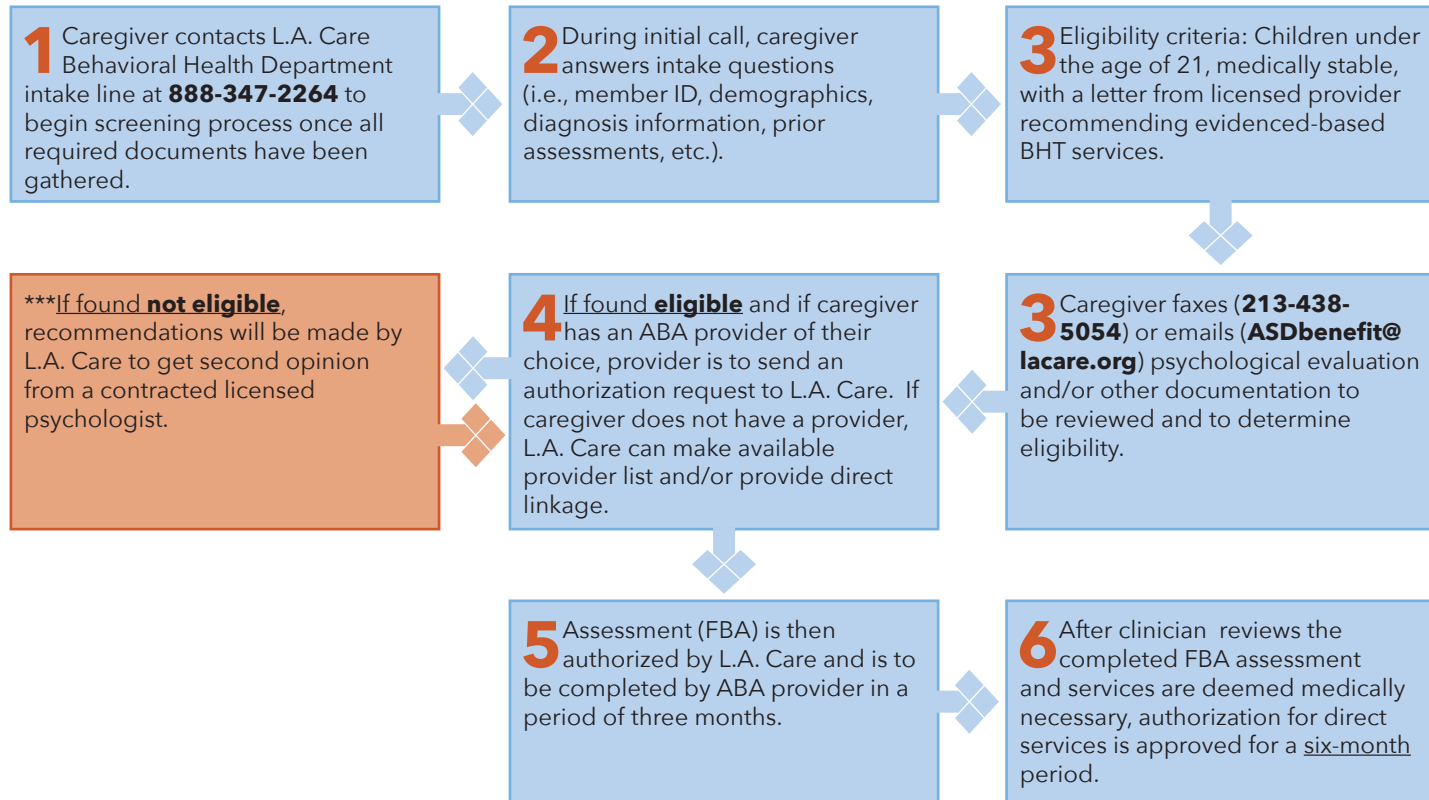 1 Caregiver contacts L.A. Care
Behavioral Health Department
intake line at 888-347-2264 to
begin screening process once all
required documents have been
gathered.
2 During initial call, caregiver
answers intake questions
(i.e., member ID, demographics,
diagnosis information, prior
assessments, etc.).
3 Eligibility criteria: Children under
the age of 21, medically stable,
with a letter from licensed provider
recommending evidenced-based
BHT services.
3 Caregiver faxes (213-438-
5054) or emails (ASDbenefit@
lacare.org) psychological evaluation
and/or other documentation to
be reviewed and to determine
eligibility.
4 If found eligible and if caregiver
has an ABA provider of their
choice, provider is to send an
authorization request to L.A. Care. If
caregiver does not have a provider,
L.A. Care can make available
provider list and/or provide direct
linkage.
***If found not eligible,
recommendations will be made by
L.A. Care to get second opinion
from a contracted licensed
psychologist.
5 Assessment (FBA) is then
authorized by L.A. Care and is to
be completed by ABA provider in a
period of three months.
6 After clinician reviews the
completed FBA assessment
and services are deemed medically
necessary, authorization for direct
services is approved for a six-month
period.